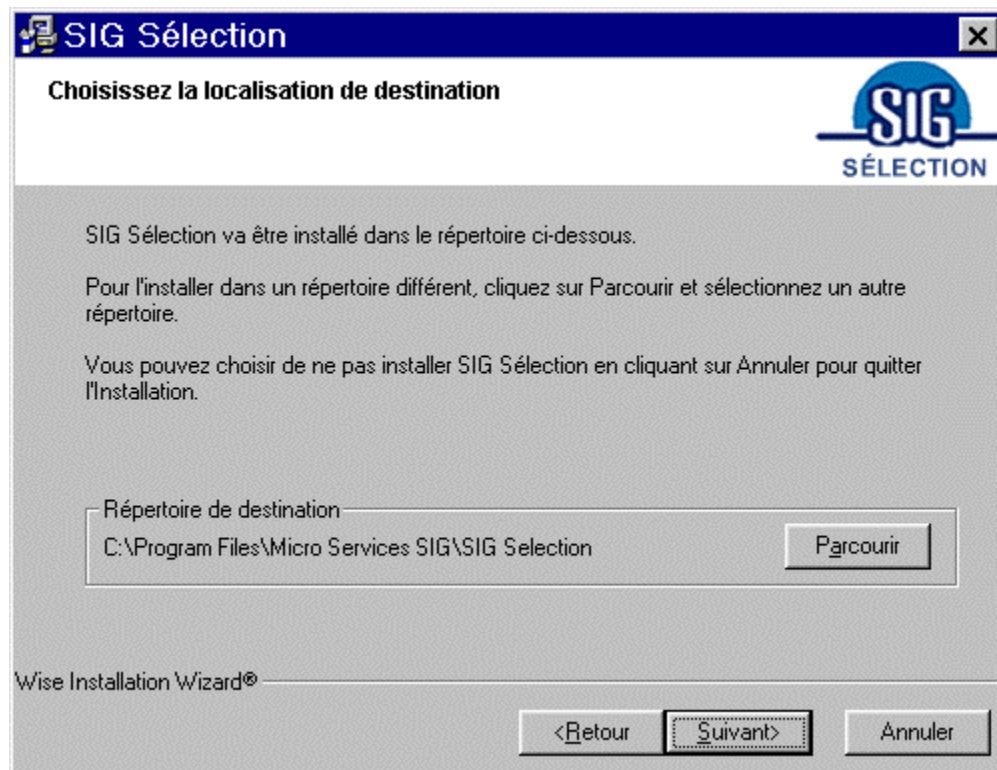 SIG Sélection
Choisissez la localisation de destination
SIG
SÉLECTION
SIG Sélection va être installé dans le répertoire ci-dessous.
Pour l'installer dans un répertoire différent, cliquez sur Parcourir et sélectionnez un autre
répertoire.
Vous pouvez choisir de ne pas installer SIG Sélection en cliquant sur Annuler pour quitter
l'Installation.
Répertoire de destination
C:\Program Files\Micro Services SIG\SIG Selection
Parcourir
Wise Installation Wizard®
<Retour
Suivant>
Annuler